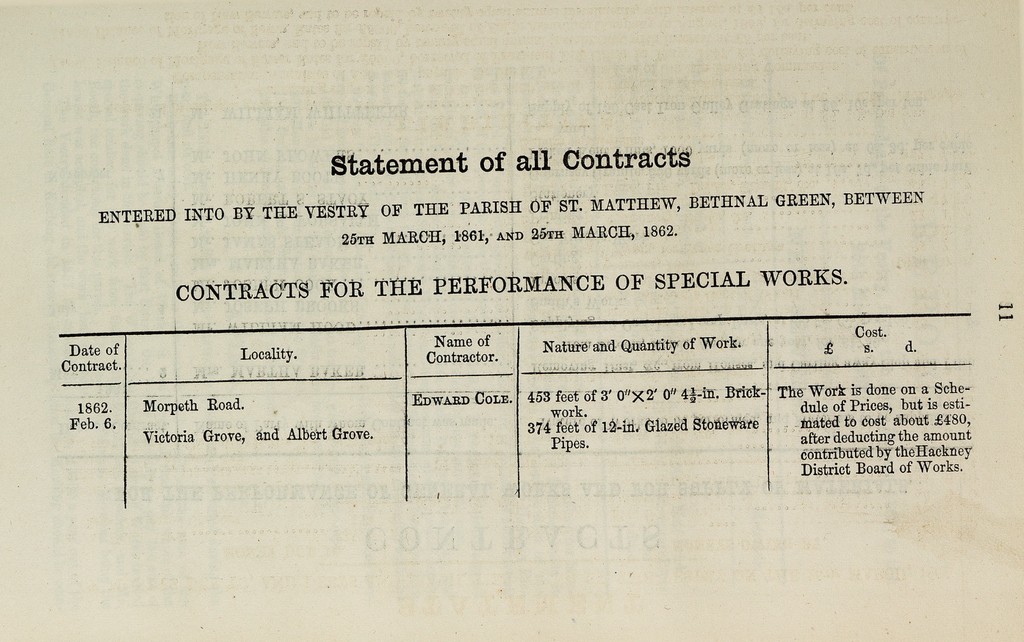 Statement of all Contracts
ENTERED INTO BY THE VESTRY OF THE PARISH OF ST. MATTHEW, BETHNAL GREEN, BETWEEN
25TH MARCH, 1861, AND 25TH MARCH, 1862.
CONTRACTS FOR THE PERFORMANCE OF SPECIAL WORKS.
11
Date of
Contract.
Locality.
Name of
Contractor.
Nature and Quantity of Work.
Cost.
£ s. d.
1862.
Feb. 6.
Morpeth Road.
Victoria Grove, and Albert Grove.
EDWARD COLE.
453 feet of 3' 0"×2' 0" 4½-in. Brick-
work.
374 feet of 12-in. Glazed Stoneware
Pipes.
The Work is done on a Sche-
dule of Prices, but is esti-
mated to cost about £480,
after deducting the amount
contributed by the Hackney
District Board of Works.